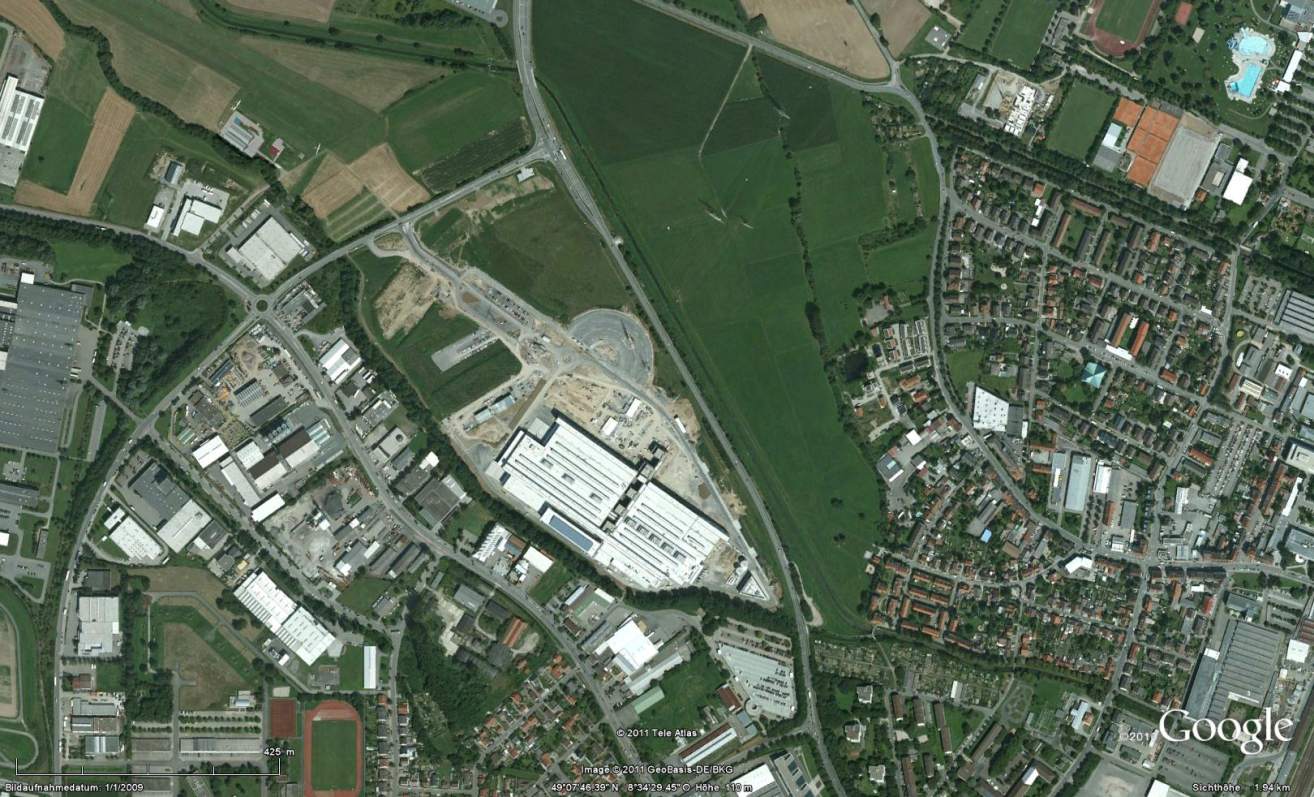 425 m
© 2011 Tele Atlas
Google
Image © 2011 GeoBasis-DE/BKG
Bildaufnahmedatum: 1/1/2009
49°07'46.39" N 8°34'29.45" O Höhe 110 m
Sichthöhe 1.94 km